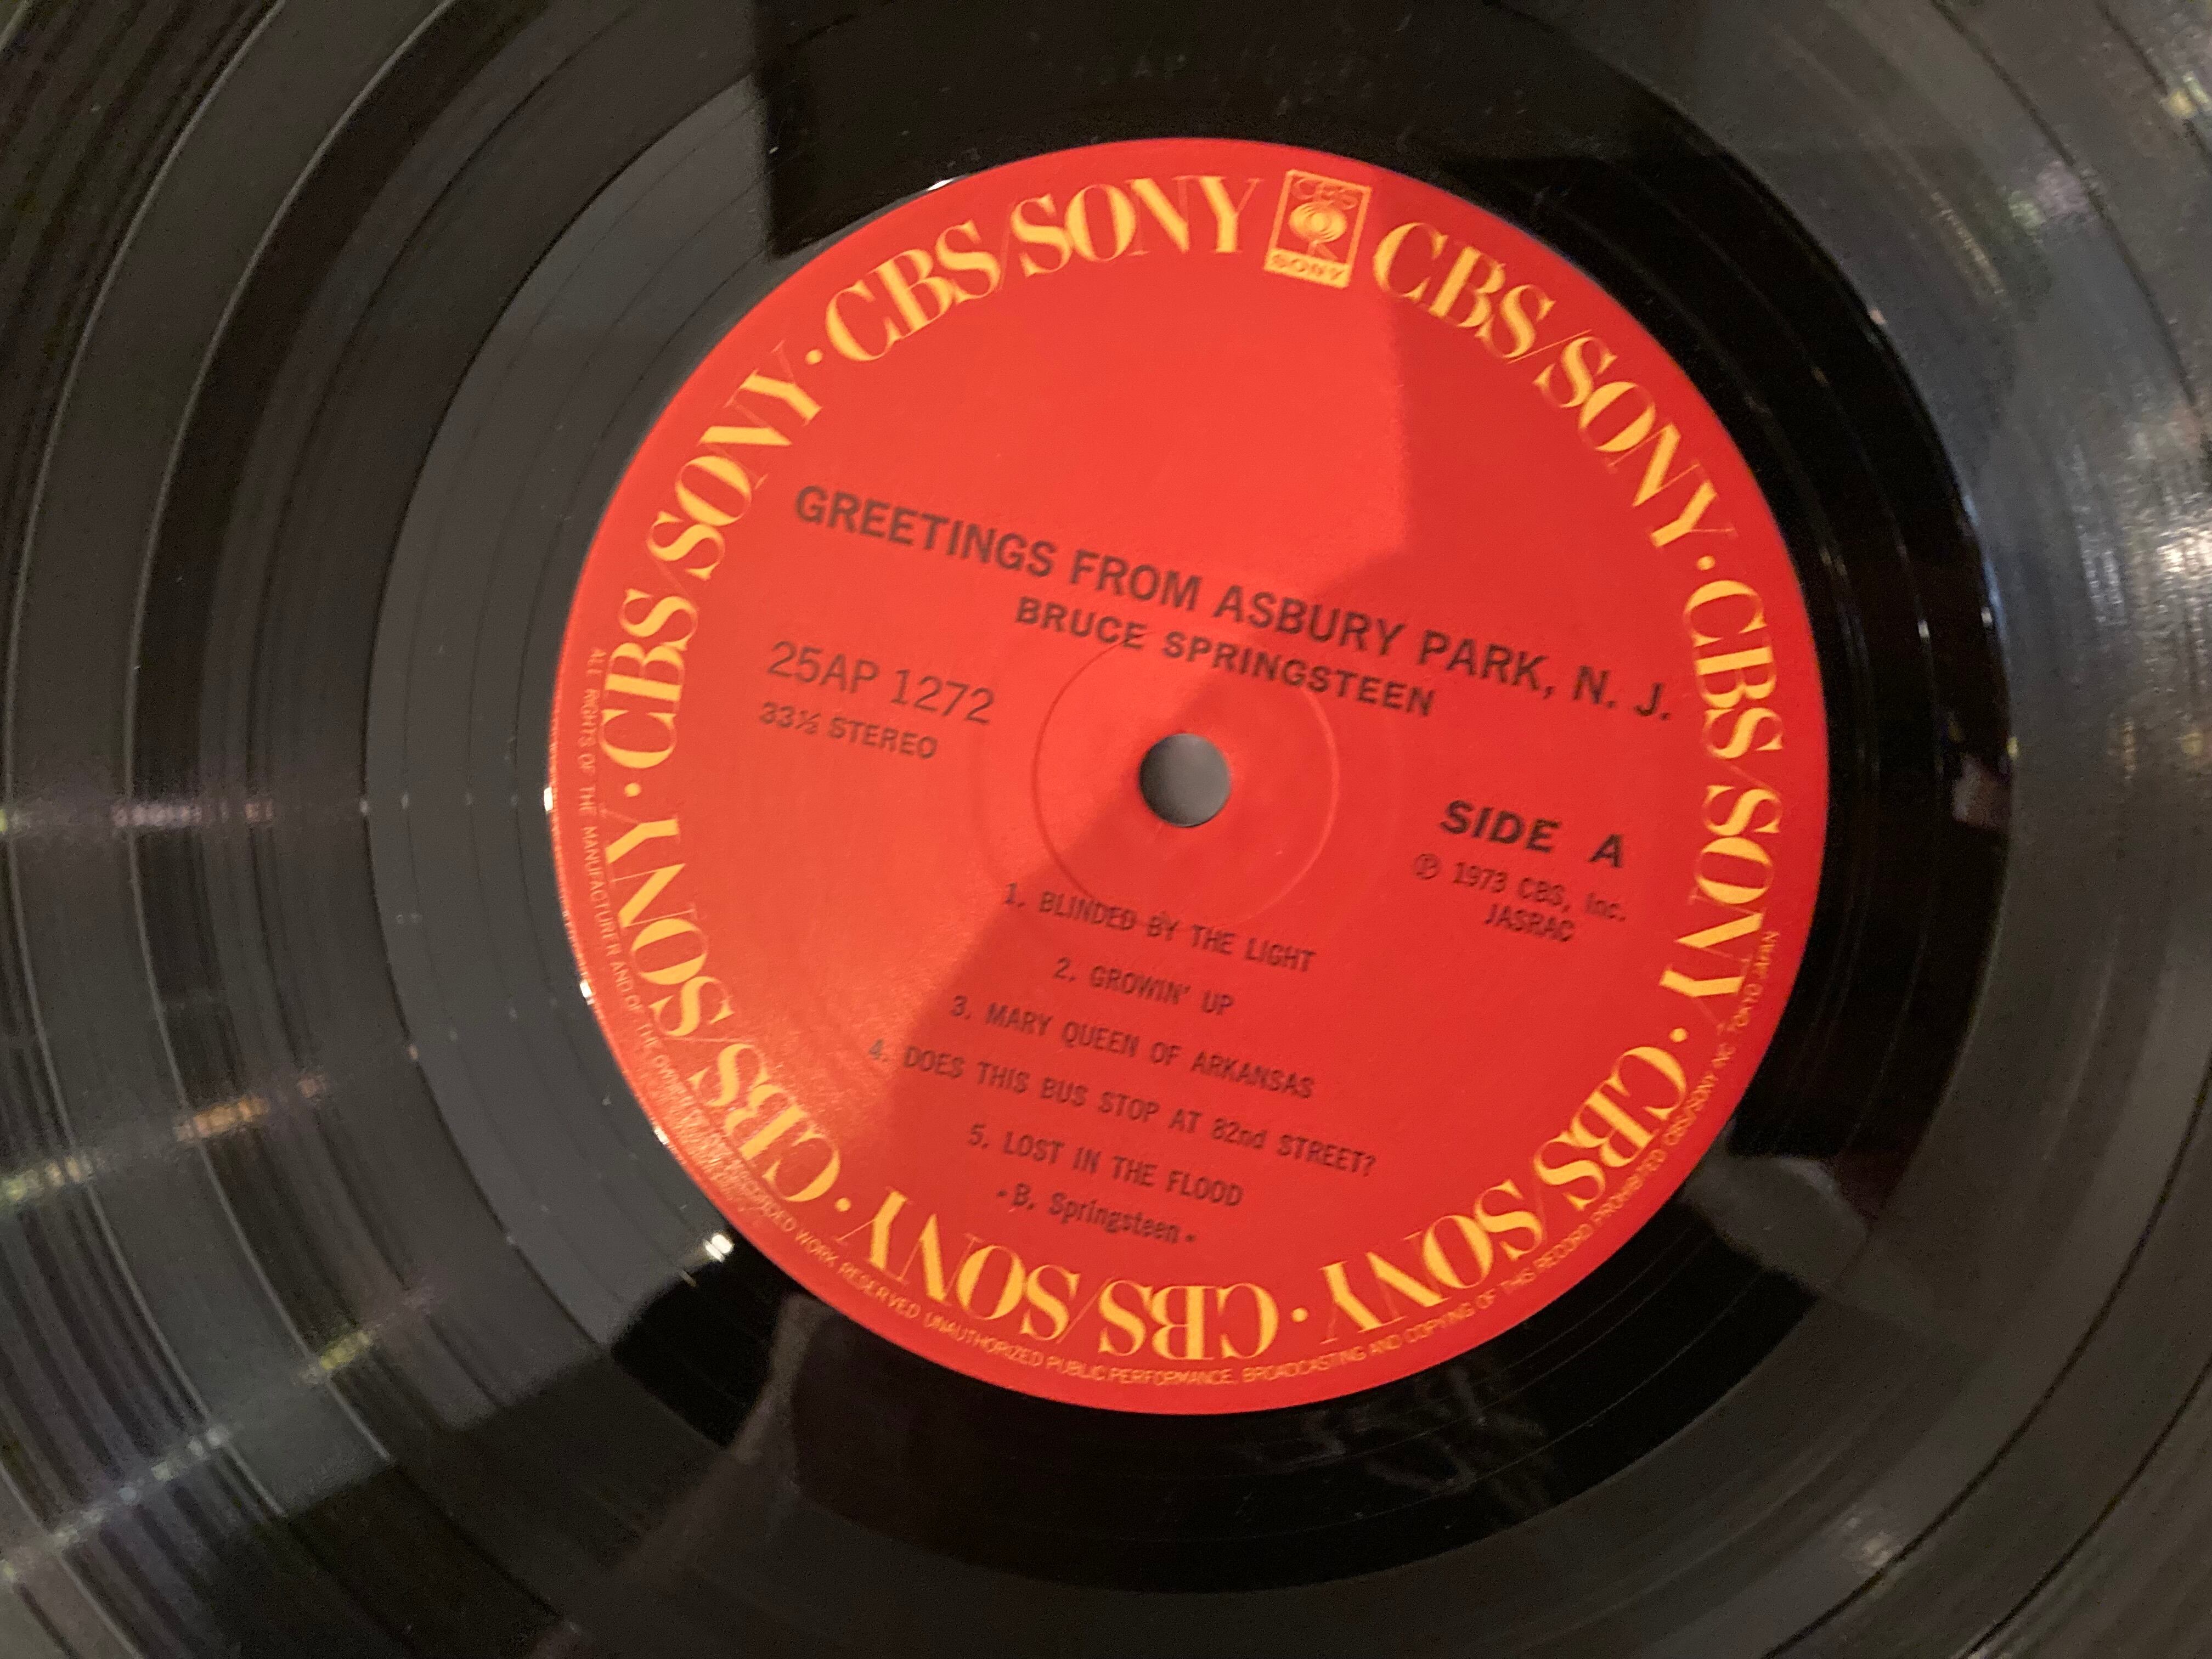 CBS/SONY
CBS
SONY
CBS/SONY · CBS/SONY · CBS/SONY · CBS/SONY · CBS/SONY · CBS/SONY · CBS/SONY
GREETINGS FROM ASBURY PARK, N. J.
BRUCE SPRINGSTEEN
25AP 1272
33⅓ STEREO
SIDE A
Ⓟ 1973 CBS, Inc.
JASRAC
1. BLINDED BY THE LIGHT
2. GROWIN' UP
3. MARY QUEEN OF ARKANSAS
4. DOES THIS BUS STOP AT 82nd STREET?
5. LOST IN THE FLOOD
• B. Springsteen •
ALL RIGHTS OF THE MANUFACTURER AND OF THE OWNER OF THE RECORDED WORK RESERVED. UNAUTHORIZED PUBLIC PERFORMANCE, BROADCASTING AND COPYING OF THIS RECORD PROHIBITED CBS/SONY INC. TOKYO JAPAN